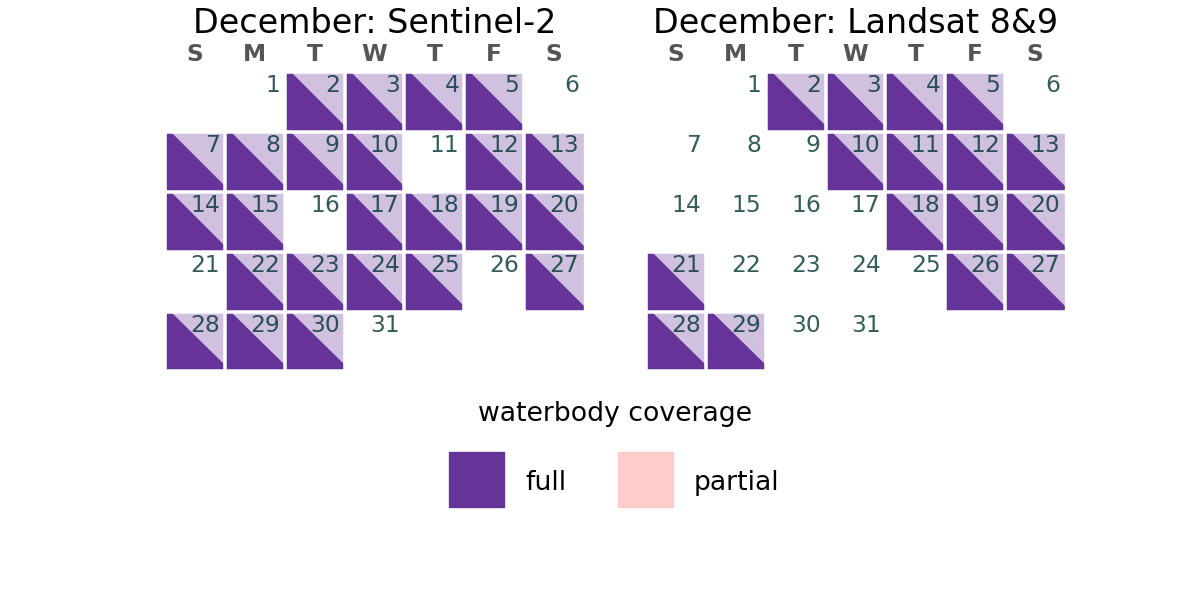 December: Sentinel-2
S M T W T F S
1 2 3 4 5 6
7 8 9 10 11 12 13
14 15 16 17 18 19 20
21 22 23 24 25 26 27
28 29 30 31
December: Landsat 8&9
S M T W T F S
1 2 3 4 5 6
7 8 9 10 11 12 13
14 15 16 17 18 19 20
21 22 23 24 25 26 27
28 29 30 31
waterbody coverage
full partial